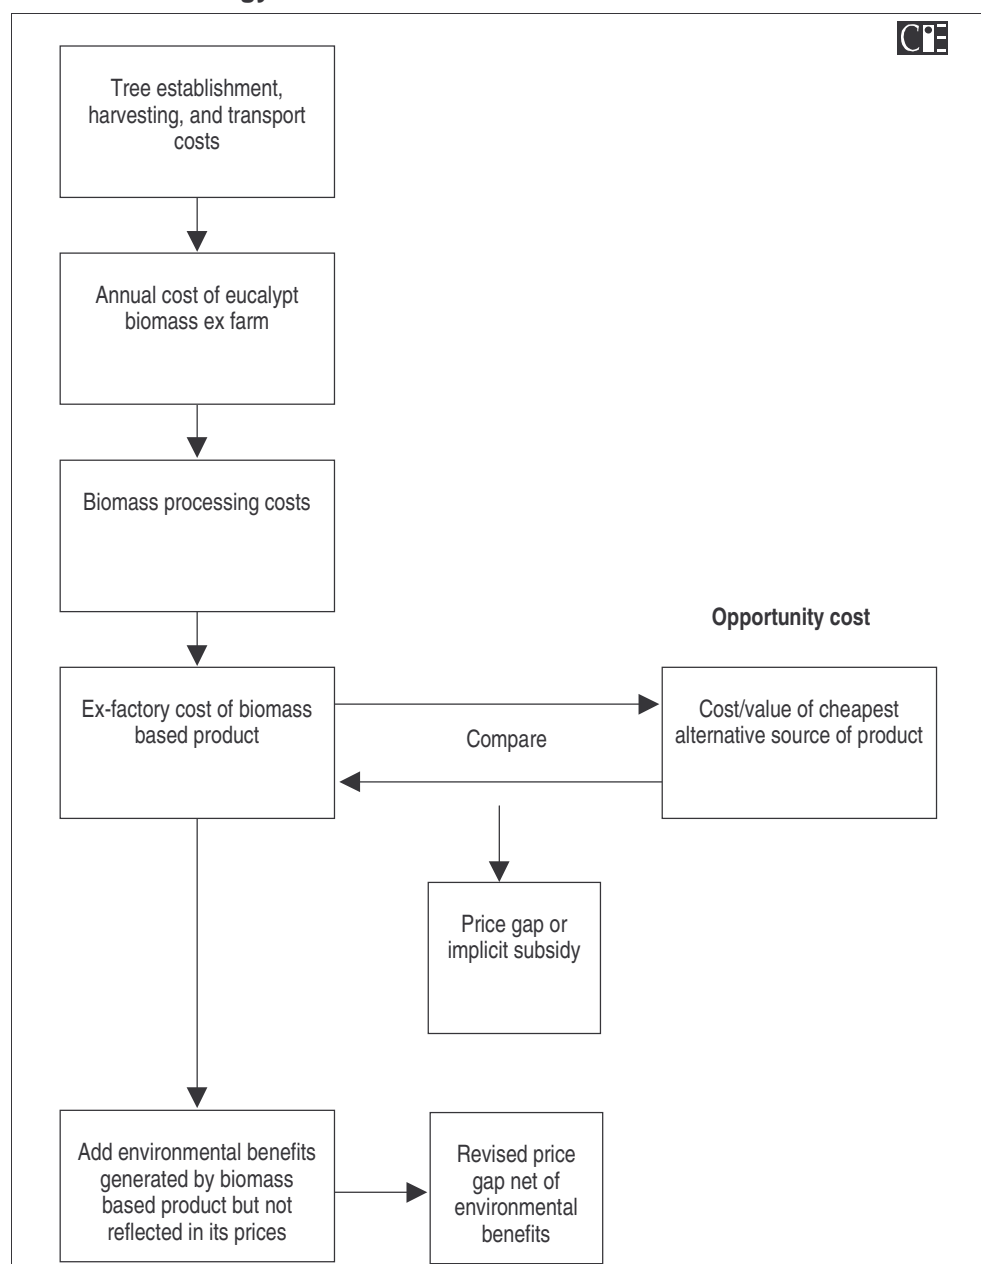 CIE
Tree establishment,
harvesting, and transport
costs
Annual cost of eucalypt
biomass ex farm
Biomass processing costs
Opportunity cost
Ex-factory cost of biomass
based product
Compare
Cost/value of cheapest
alternative source of product
Price gap or
implicit subsidy
Add environmental benefits
generated by biomass
based product but not
reflected in its prices
Revised price
gap net of
environmental
benefits